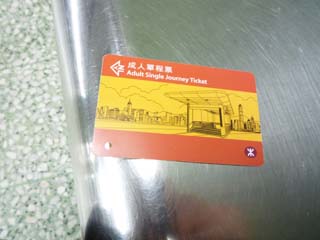 成人單程票
Adult Single Journey Ticket